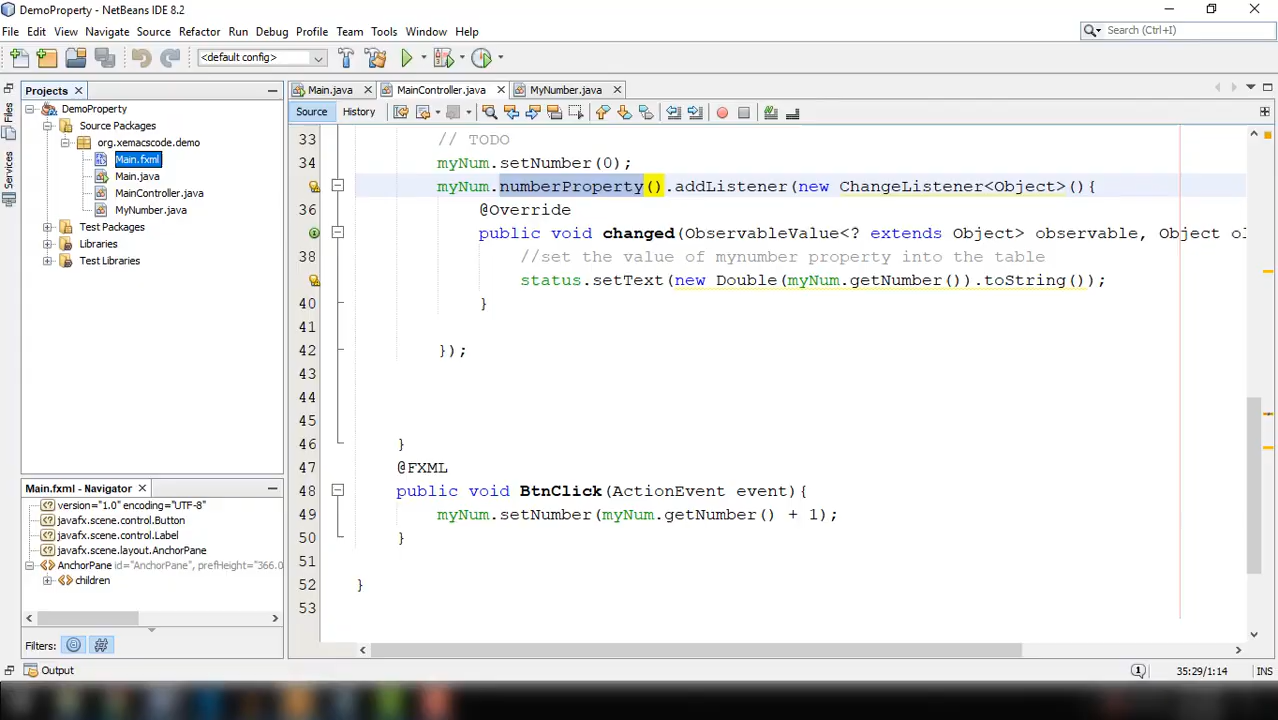 DemoProperty - NetBeans IDE 8.2
File Edit View Navigate Source Refactor Run Debug Profile Team Tools Window Help
Search (Ctrl+I)
<default config>
Files
Services
Projects
DemoProperty
Source Packages
org.xemacscode.demo
Main.fxml
Main.java
MainController.java
MyNumber.java
Test Packages
Libraries
Test Libraries
Main.fxml - Navigator
version="1.0" encoding="UTF-8"
javafx.scene.control.Button
javafx.scene.control.Label
javafx.scene.layout.AnchorPane
AnchorPane id="AnchorPane", prefHeight="366.0
children
Filters:
Main.java MainController.java MyNumber.java
Source History
33 // TODO
34 myNum.setNumber(0);
myNum.numberProperty().addListener(new ChangeListener<Object>(){
36 @Override
public void changed(ObservableValue<? extends Object> observable, Object ol
38 //set the value of mynumber property into the table
status.setText(new Double(myNum.getNumber()).toString());
40 }
41
42 });
43
44
45
46 }
47 @FXML
48 public void BtnClick(ActionEvent event){
49 myNum.setNumber(myNum.getNumber() + 1);
50 }
51
52 }
53
Output
1
35:29/1:14
INS